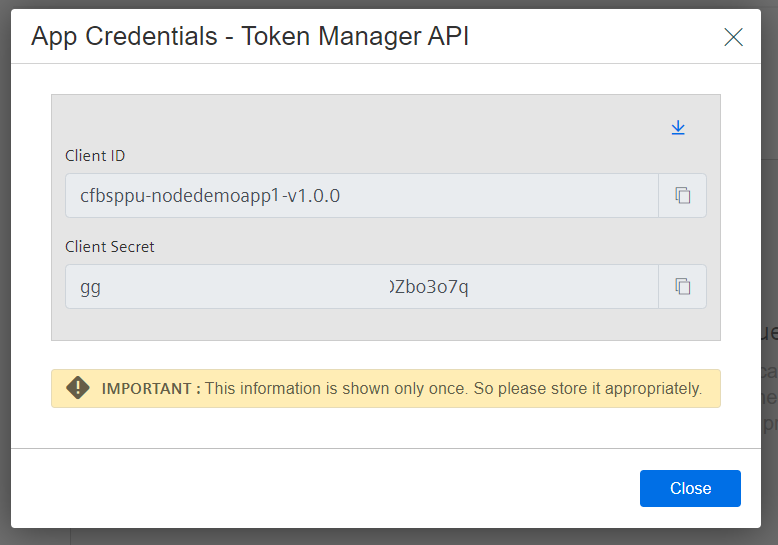 App Credentials - Token Manager API
Client ID
cfbsppu-nodedemoapp1-v1.0.0
Client Secret
gg Zbo3o7q
IMPORTANT : This information is shown only once. So please store it appropriately.
Close